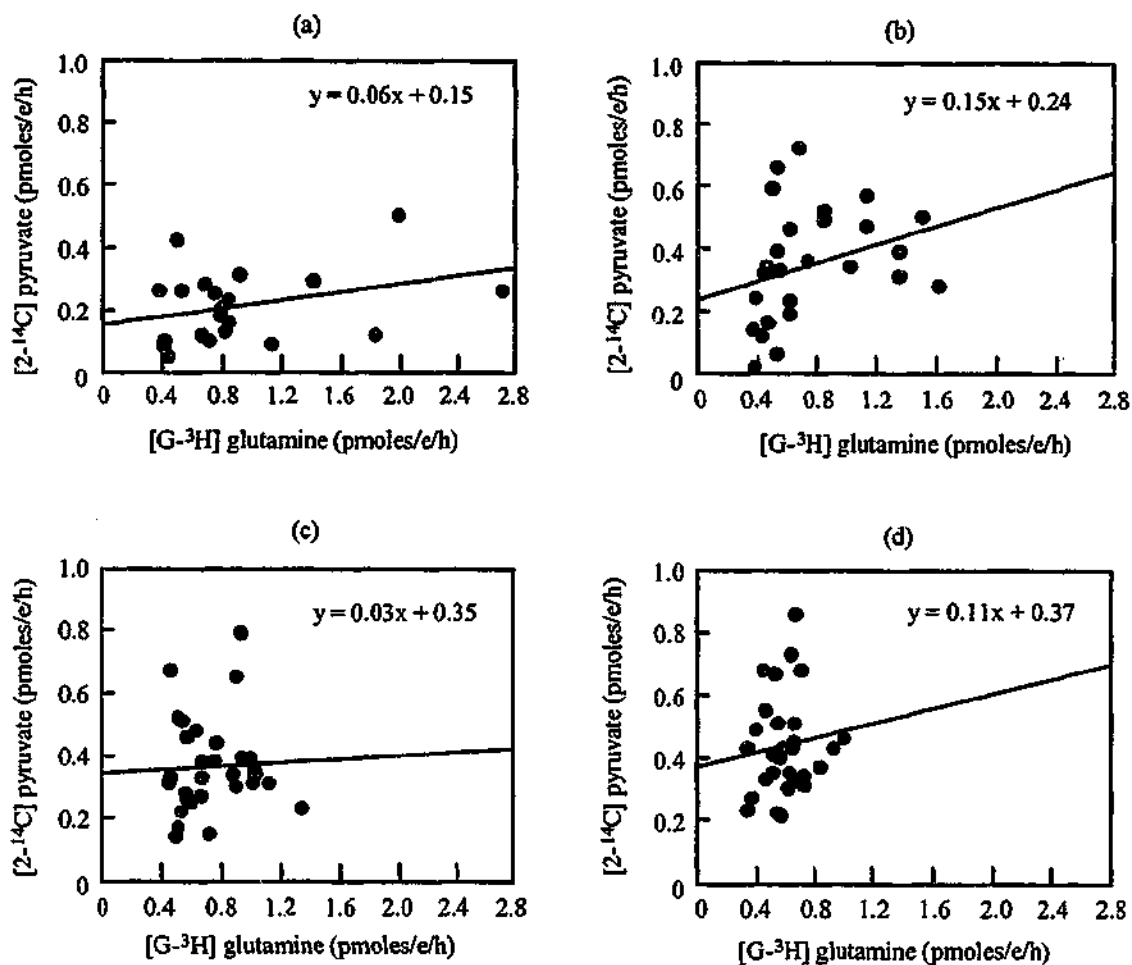 (a)
1.0
0.8
0.6
0.4
0.2
0
0 0.4 0.8 1.2 1.6 2.0 2.4 2.8
[2-¹⁴C] pyruvate (pmoles/e/h)
y = 0.06x + 0.15
[G-³H] glutamine (pmoles/e/h)
(b)
1.0
0.8
0.6
0.4
0.2
0
0 0.4 0.8 1.2 1.6 2.0 2.4 2.8
[2-¹⁴C] pyruvate (pmoles/e/h)
y = 0.15x + 0.24
[G-³H] glutamine (pmoles/e/h)
(c)
1.0
0.8
0.6
0.4
0.2
0
0 0.4 0.8 1.2 1.6 2.0 2.4 2.8
[2-¹⁴C] pyruvate (pmoles/e/h)
y = 0.03x + 0.35
[G-³H] glutamine (pmoles/e/h)
(d)
1.0
0.8
0.6
0.4
0.2
0
0 0.4 0.8 1.2 1.6 2.0 2.4 2.8
[2-¹⁴C] pyruvate (pmoles/e/h)
y = 0.11x + 0.37
[G-³H] glutamine (pmoles/e/h)